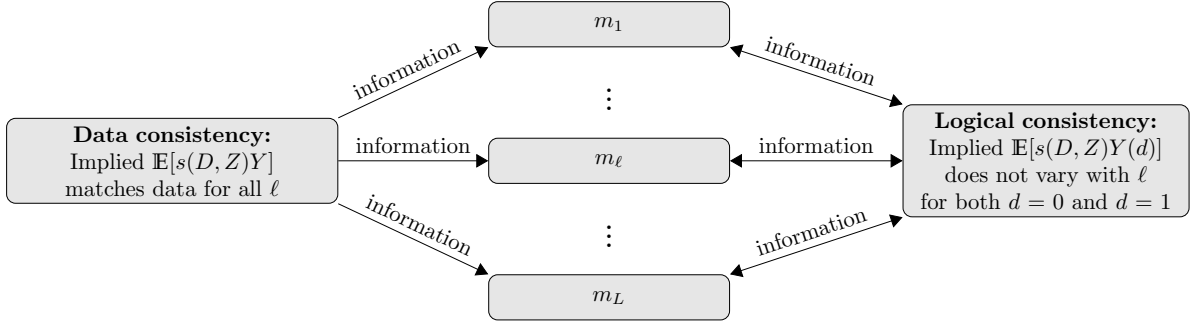 m₁
information
information
⋮
Data consistency:
Implied 𝔼[s(D, Z)Y]
matches data for all ℓ
information
m_ℓ
information
Logical consistency:
Implied 𝔼[s(D, Z)Y(d)]
does not vary with ℓ
for both d = 0 and d = 1
information
⋮
information
m_L